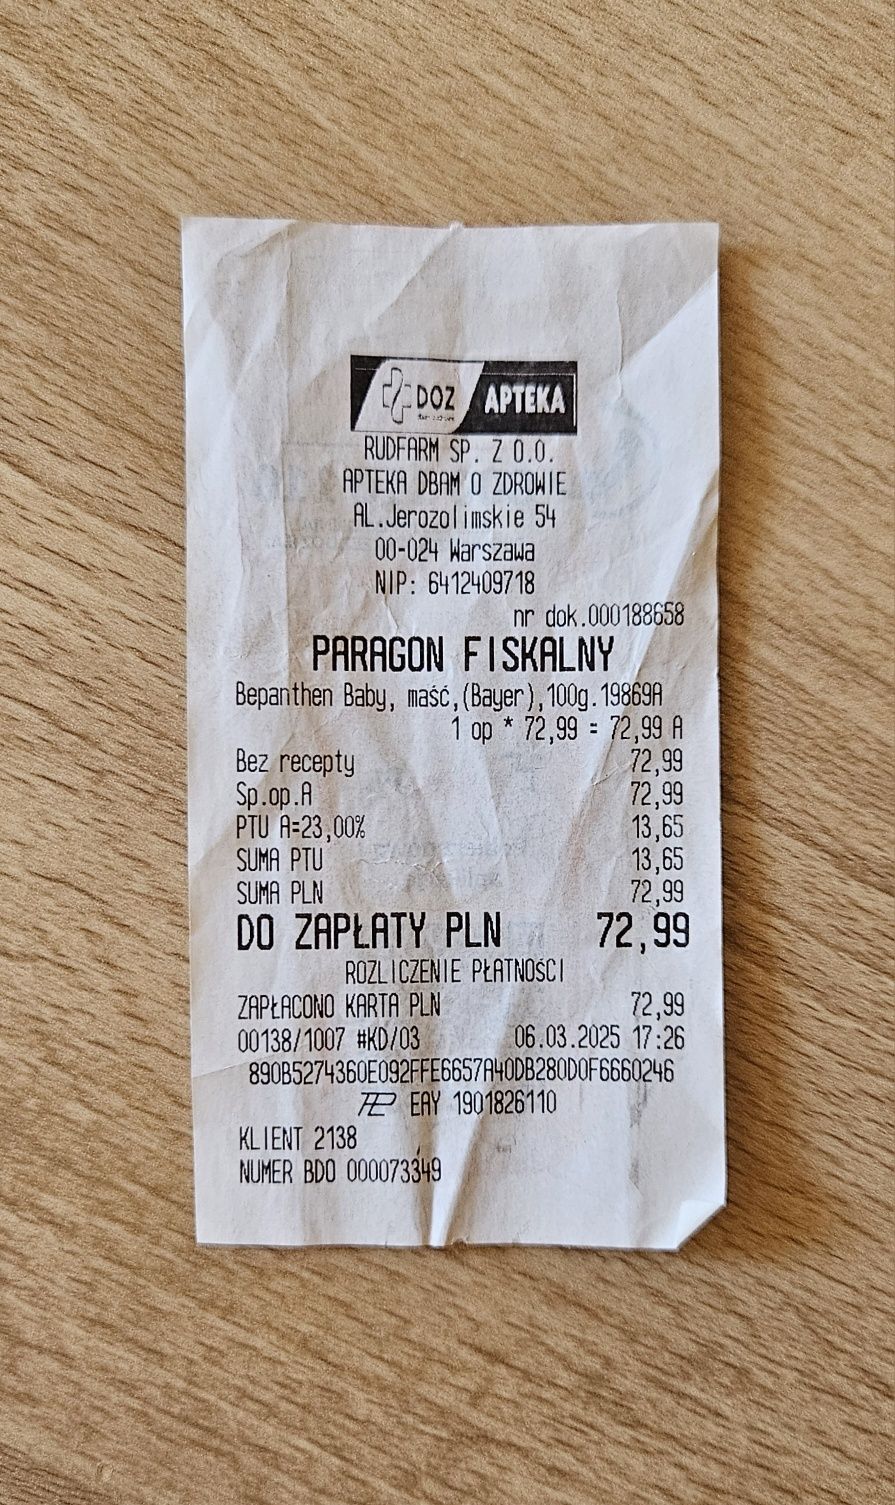 DOZ APTEKA
RUDFARM SP. Z O.O.
APTEKA DBAM O ZDROWIE
AL.Jerozolimskie 54
00-024 Warszawa
NIP: 6412409718
nr dok.000188658
PARAGON FISKALNY
Bepanthen Baby, maść,(Bayer),100g.19869A
1 op * 72,99 = 72,99 A
Bez recepty 72,99
Sp.op.A 72,99
PTU A=23,00% 13,65
SUMA PTU 13,65
SUMA PLN 72,99
DO ZAPŁATY PLN 72,99
ROZLICZENIE PŁATNOŚCI
ZAPŁACONO KARTA PLN 72,99
00138/1007 #KD/03 06.03.2025 17:26
890B5274360E092FFE6657A40DB280D0F6660246
EAY 1901826110
KLIENT 2138
NUMER BDO 000073349